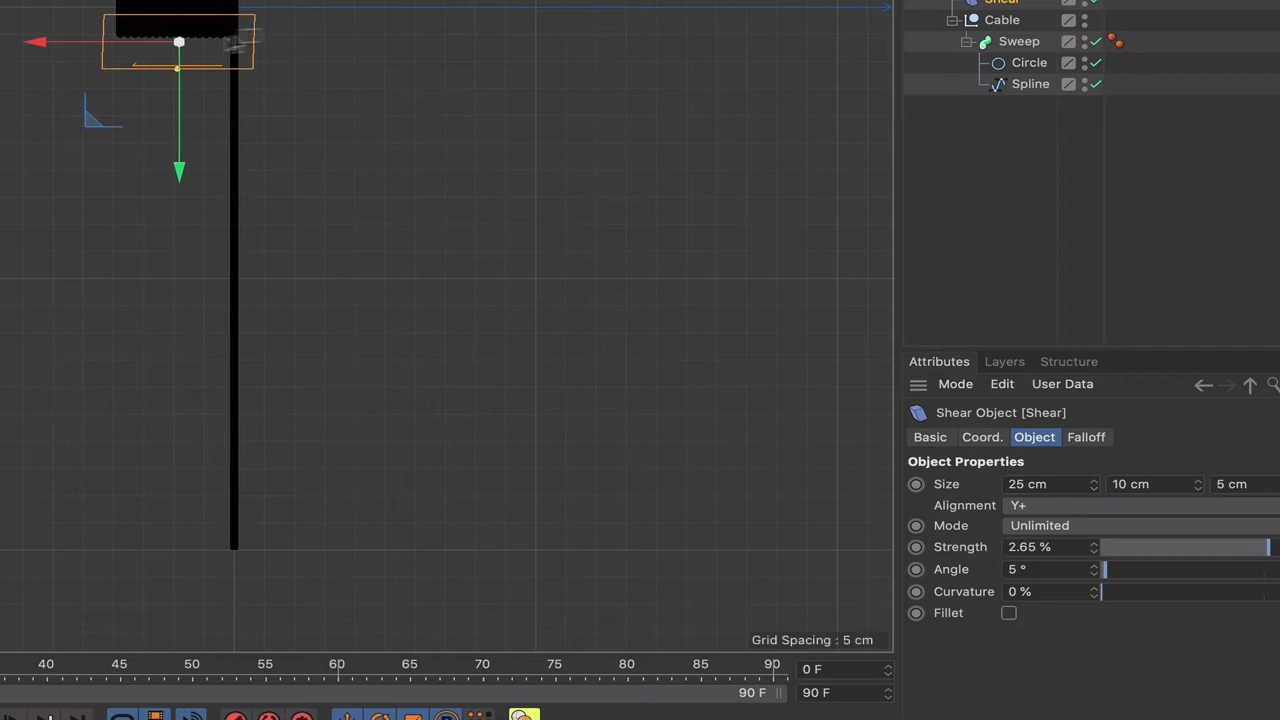 Shear
Cable
Sweep
Circle
Spline
Attributes Layers Structure
Mode Edit User Data
Shear Object [Shear]
Basic Coord. Object Falloff
Object Properties
Size 25 cm 10 cm 5 cm
Alignment Y+
Mode Unlimited
Strength 2.65 %
Angle 5 °
Curvature 0 %
Fillet
Grid Spacing : 5 cm
40 45 50 55 60 65 70 75 80 85 90 0 F
90 F 90 F